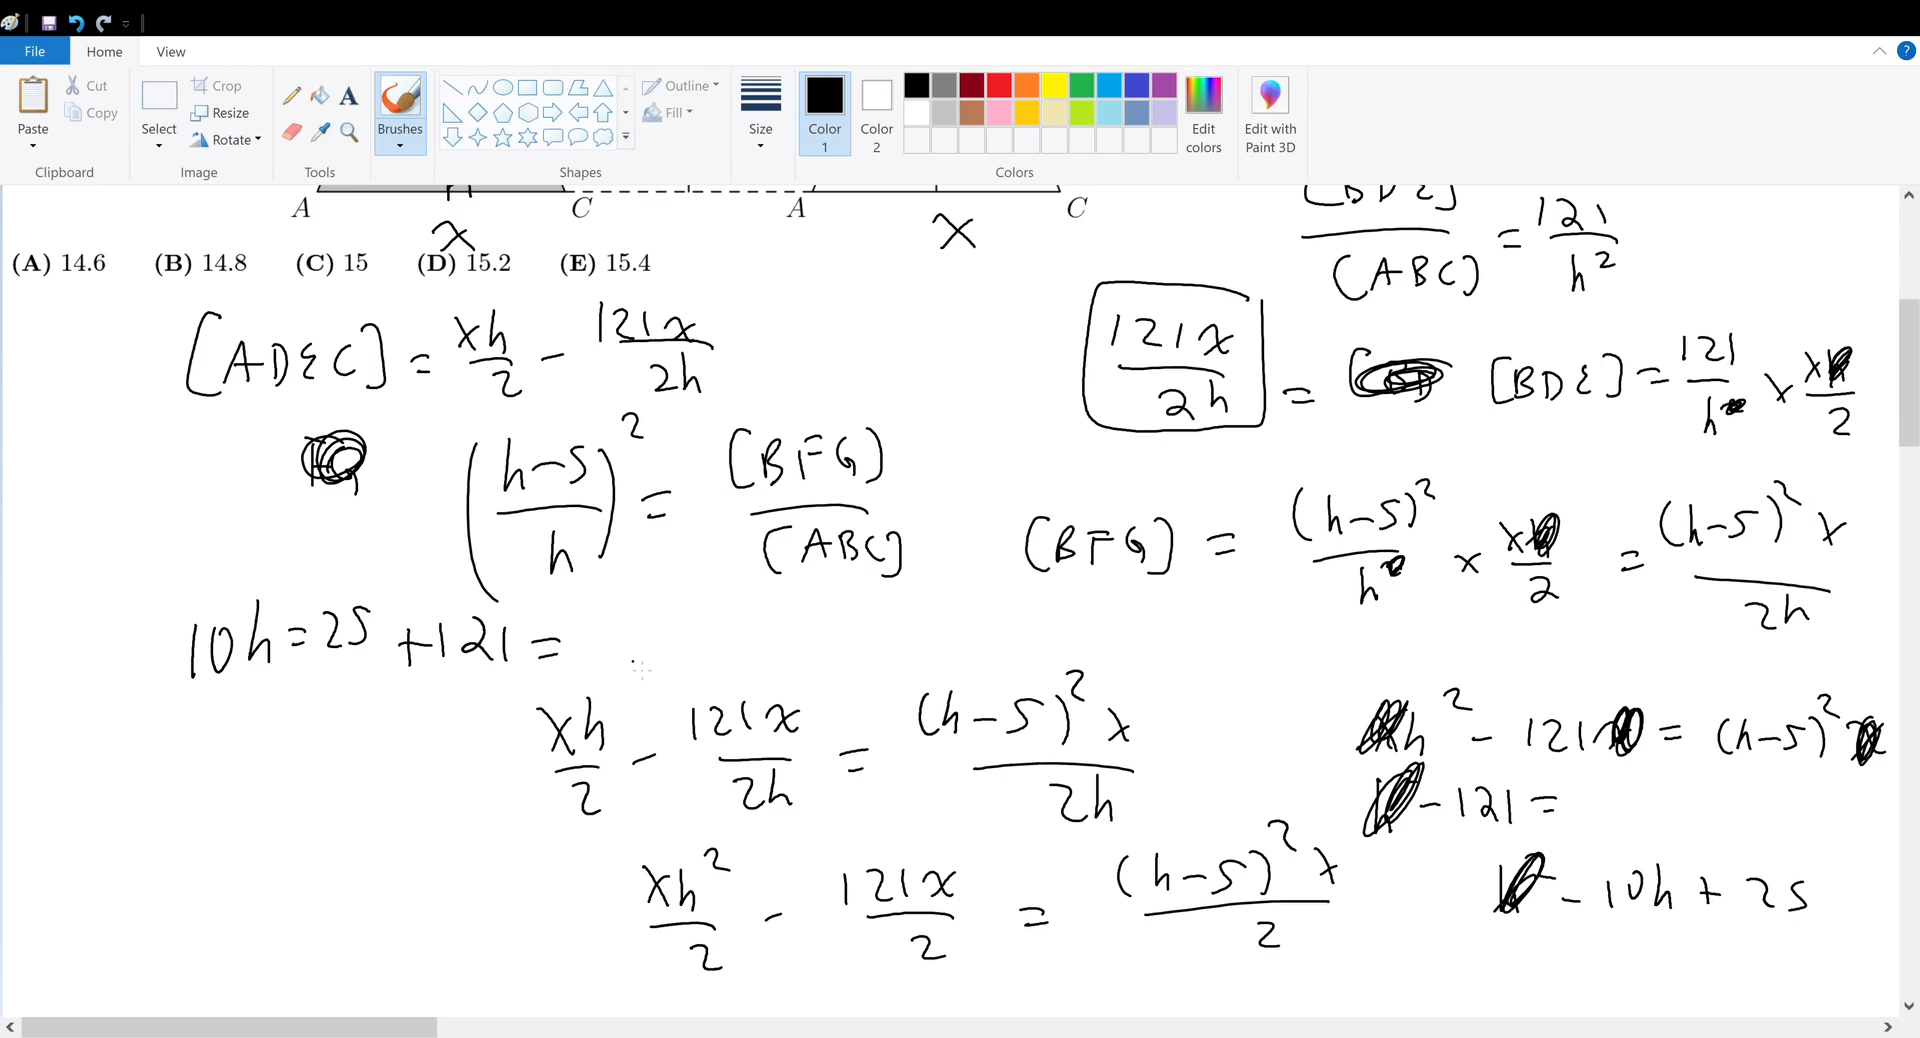 File Home View
Paste Cut Copy Select Crop Resize Rotate A Brushes Outline Fill Size Color 1 Color 2 Edit colors Edit with Paint 3D
Clipboard Image Tools Shapes Colors
A C A C
x x
(A) 14.6 (B) 14.8 (C) 15 (D) 15.2 (E) 15.4
[BDE]/[ABC] = 121/h²
[ADEC] = xh/2 - 121x/2h
121x/2h = [BDE] = 121/h × x/2
((h-5)/h)² = [BFG]/[ABC]
[BFG] = (h-5)²/h × x/2 = (h-5)²x/2h
10h = 25 + 121 =
xh/2 - 121x/2h = (h-5)²x/2h
h² - 121 = (h-5)²
- 121 =
xh²/2 - 121x/2 = (h-5)²x/2
- 10h + 25